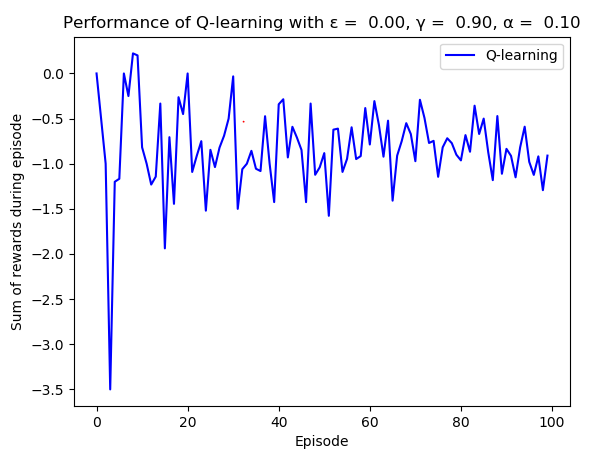 Performance of Q-learning with ε =  0.00, γ =  0.90, α =  0.10
Q-learning
Sum of rewards during episode
0.0
−0.5
−1.0
−1.5
−2.0
−2.5
−3.0
−3.5
0 20 40 60 80 100
Episode